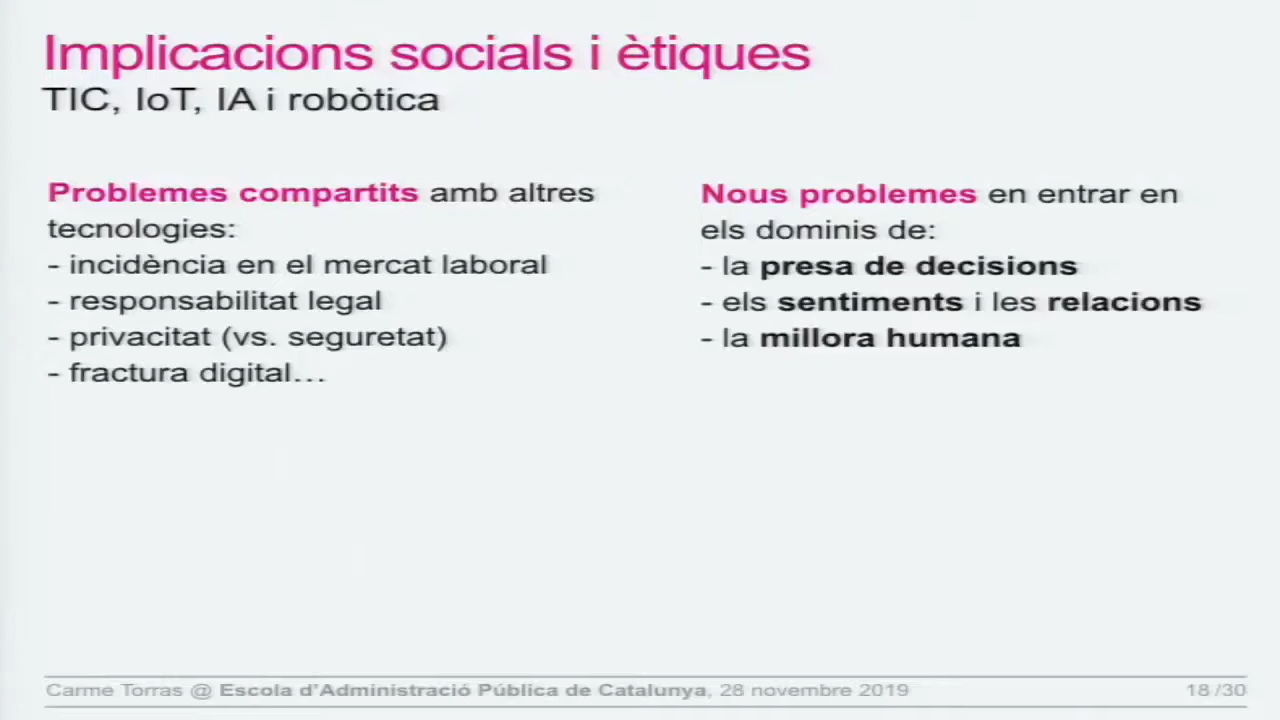 Implicacions socials i ètiques
TIC, IoT, IA i robòtica
Problemes compartits amb altres
tecnologies:
- incidència en el mercat laboral
- responsabilitat legal
- privacitat (vs. seguretat)
- fractura digital…
Nous problemes en entrar en
els dominis de:
- la presa de decisions
- els sentiments i les relacions
- la millora humana
Carme Torras @ Escola d'Administració Pública de Catalunya, 28 novembre 2019
18 /30